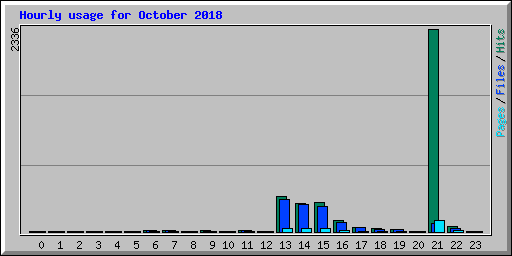 Hourly usage for October 2018
2336
Pages/Files/Hits
0 1 2 3 4 5 6 7 8 9 10 11 12 13 14 15 16 17 18 19 20 21 22 23